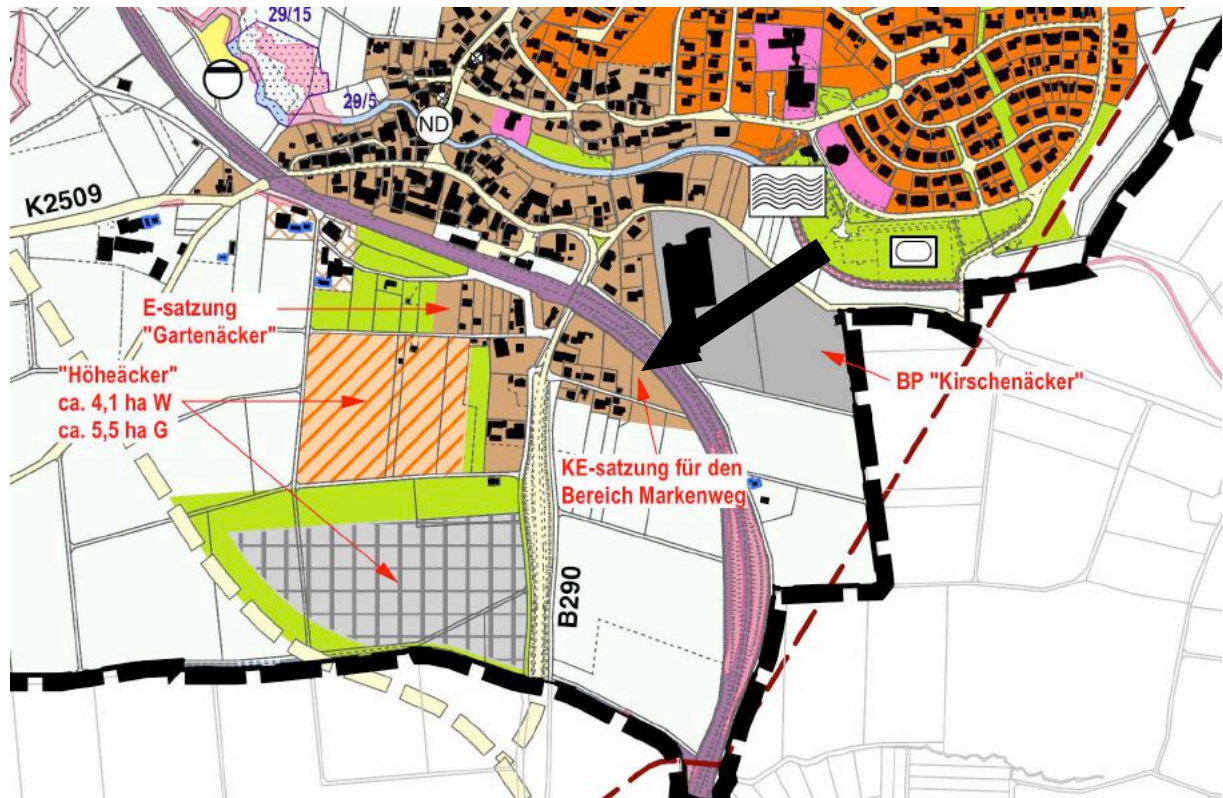 29/15
29/5
ND
K2509
E-satzung
"Gartenäcker"
"Höheäcker"
ca. 4,1 ha W
ca. 5,5 ha G
BP "Kirschenäcker"
KE-satzung für den
Bereich Markenweg
B290